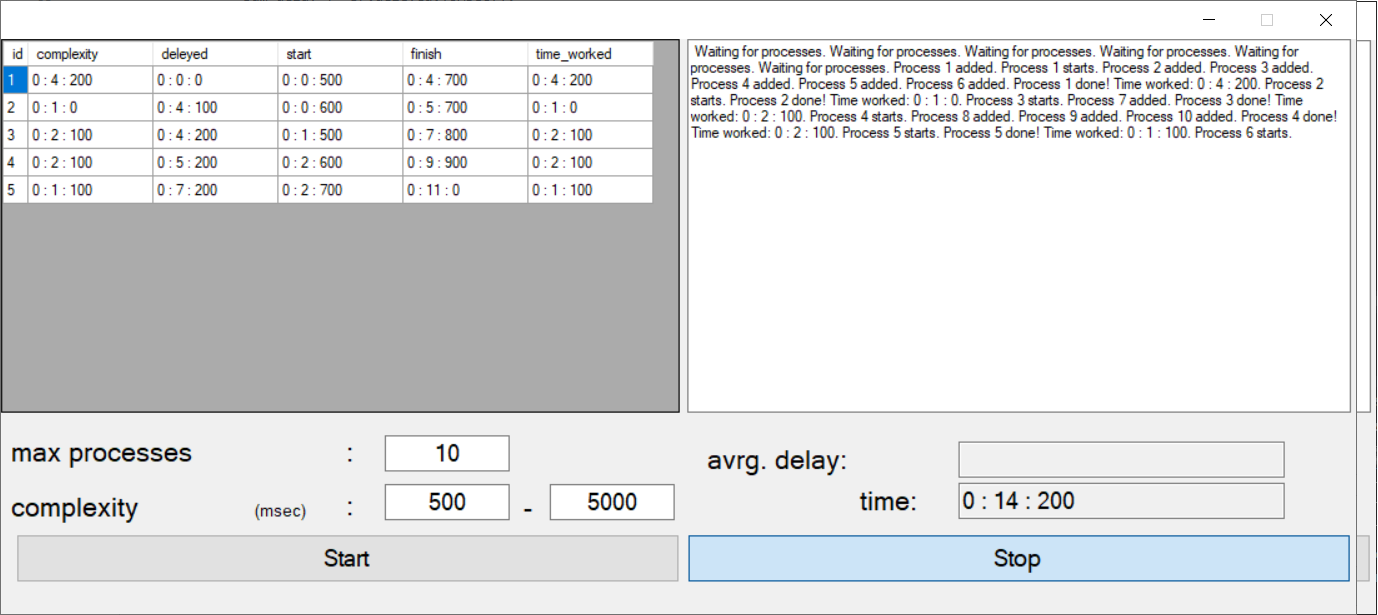 id complexity deleyed start finish time_worked
1 0 : 4 : 200 0 : 0 : 0 0 : 0 : 500 0 : 4 : 700 0 : 4 : 200
2 0 : 1 : 0 0 : 4 : 100 0 : 0 : 600 0 : 5 : 700 0 : 1 : 0
3 0 : 2 : 100 0 : 4 : 200 0 : 1 : 500 0 : 7 : 800 0 : 2 : 100
4 0 : 2 : 100 0 : 5 : 200 0 : 2 : 600 0 : 9 : 900 0 : 2 : 100
5 0 : 1 : 100 0 : 7 : 200 0 : 2 : 700 0 : 11 : 0 0 : 1 : 100
Waiting for processes. Waiting for processes. Waiting for processes. Waiting for processes. Waiting for
processes. Waiting for processes. Process 1 added. Process 1 starts. Process 2 added. Process 3 added.
Process 4 added. Process 5 added. Process 6 added. Process 1 done! Time worked: 0 : 4 : 200. Process 2
starts. Process 2 done! Time worked: 0 : 1 : 0. Process 3 starts. Process 7 added. Process 3 done! Time
worked: 0 : 2 : 100. Process 4 starts. Process 8 added. Process 9 added. Process 10 added. Process 4 done!
Time worked: 0 : 2 : 100. Process 5 starts. Process 5 done! Time worked: 0 : 1 : 100. Process 6 starts.
max processes : 10
complexity (msec) : 500 - 5000
avrg. delay:
time: 0 : 14 : 200
Start
Stop